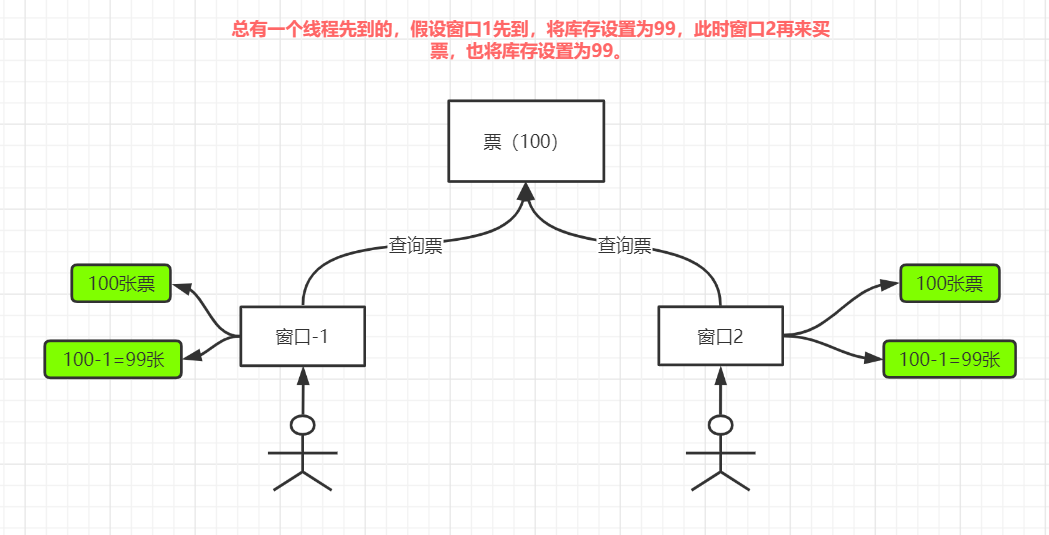 总有一个线程先到的，假设窗口1先到，将库存设置为99，此时窗口2再来买
票，也将库存设置为99。
票（100）
查询票
查询票
100张票
100张票
窗口-1
窗口2
100-1=99张
100-1=99张